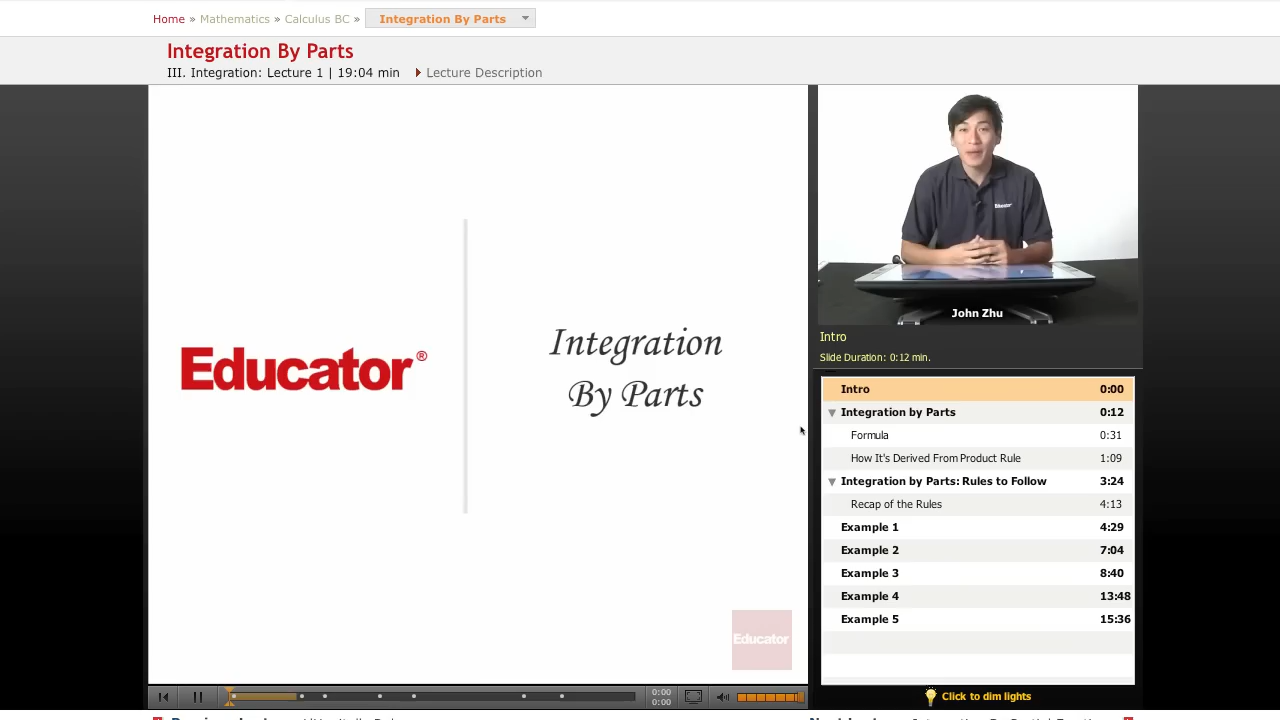 Home » Mathematics » Calculus BC » Integration By Parts
Integration By Parts
III. Integration: Lecture 1 | 19:04 min Lecture Description
Educator®
Integration
By Parts
Educator
Educator
John Zhu
Intro
Slide Duration: 0:12 min.
Intro 0:00
Integration by Parts 0:12
Formula 0:31
How It's Derived From Product Rule 1:09
Integration by Parts: Rules to Follow 3:24
Recap of the Rules 4:13
Example 1 4:29
Example 2 7:04
Example 3 8:40
Example 4 13:48
Example 5 15:36
0:00
0:00
Click to dim lights